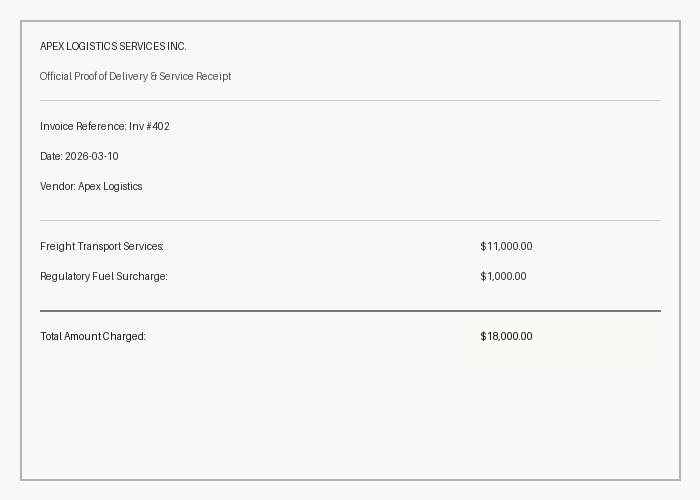 APEX LOGISTICS SERVICES INC.
Official Proof of Delivery & Service Receipt
Invoice Reference: Inv #402
Date: 2026-03-10
Vendor: Apex Logistics
Freight Transport Services: $11,000.00
Regulatory Fuel Surcharge: $1,000.00
Total Amount Charged: $18,000.00